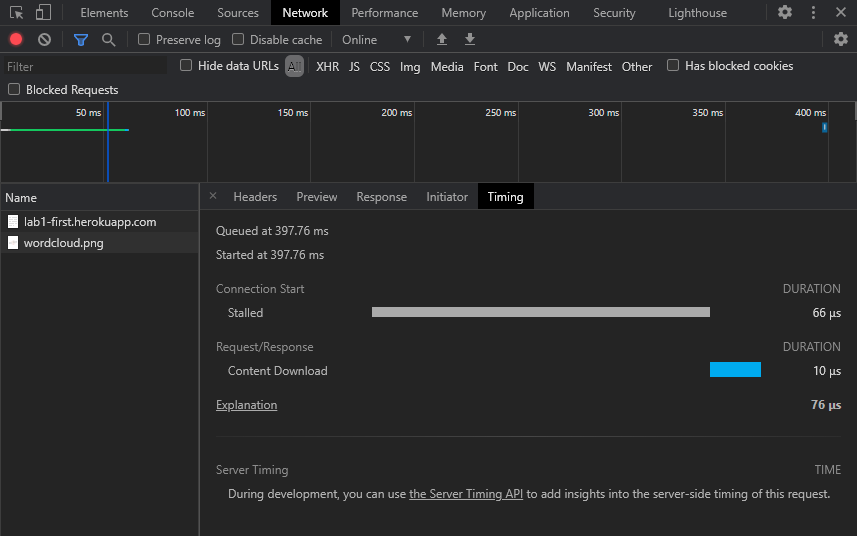 Elements Console Sources Network Performance Memory Application Security Lighthouse
Preserve log Disable cache Online
Filter Hide data URLs All XHR JS CSS Img Media Font Doc WS Manifest Other Has blocked cookies
Blocked Requests
50 ms 100 ms 150 ms 200 ms 250 ms 300 ms 350 ms 400 ms
Name Headers Preview Response Initiator Timing
lab1-first.herokuapp.com
wordcloud.png
Queued at 397.76 ms
Started at 397.76 ms
Connection Start DURATION
Stalled 66 µs
Request/Response DURATION
Content Download 10 µs
Explanation 76 µs
Server Timing TIME
During development, you can use the Server Timing API to add insights into the server-side timing of this request.